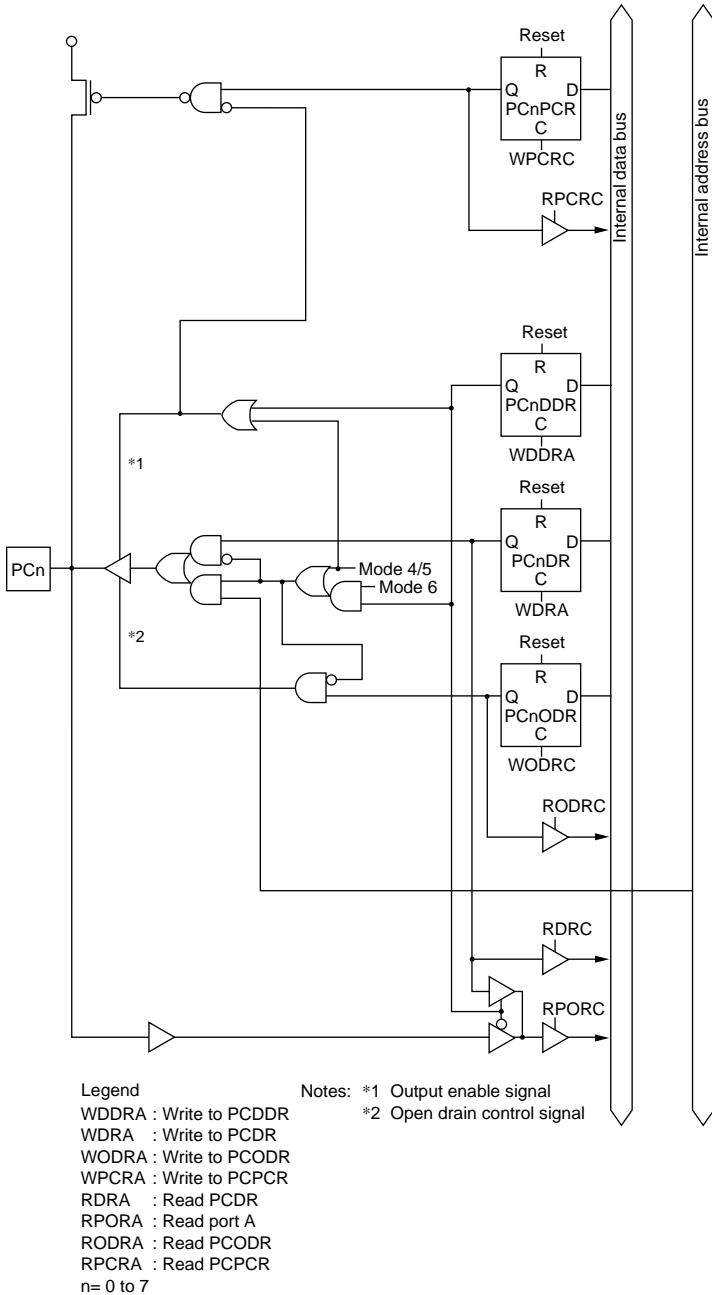 Reset
R
Q D
PCnPCR
C
WPCRC
RPCRC
Internal data bus
Internal address bus
Reset
R
Q D
PCnDDR
C
WDDRA
*1
Reset
R
Q D
PCnDR
C
WDRA
PCn
Mode 4/5
Mode 6
*2
Reset
R
Q D
PCnODR
C
WODRC
RODRC
RDRC
RPORC
Legend
WDDRA : Write to PCDDR
WDRA : Write to PCDR
WODRA : Write to PCODR
WPCRA : Write to PCPCR
RDRA : Read PCDR
RPORA : Read port A
RODRA : Read PCODR
RPCRA : Read PCPCR
n= 0 to 7
Notes: *1 Output enable signal
*2 Open drain control signal